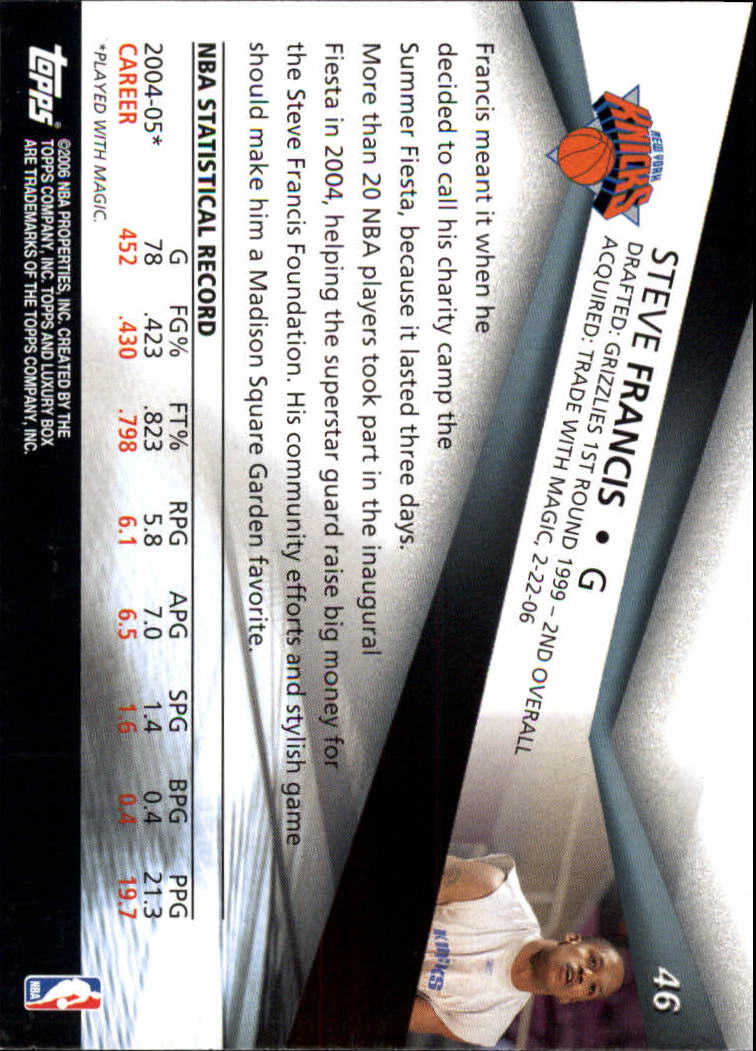 46
STEVE FRANCIS • G
DRAFTED: GRIZZLIES 1ST ROUND 1999 – 2ND OVERALL
ACQUIRED: TRADE WITH MAGIC, 2-22-06
NEW YORK
KNICKS
KNICKS
Francis meant it when he
decided to call his charity camp the
Summer Fiesta, because it lasted three days.
More than 20 NBA players took part in the inaugural
Fiesta in 2004, helping the superstar guard raise big money for
the Steve Francis Foundation. His community efforts and stylish game
should make him a Madison Square Garden favorite.
NBA STATISTICAL RECORD
G FG% FT% RPG APG SPG BPG PPG
2004-05* 78 .423 .823 5.8 7.0 1.4 0.4 21.3
CAREER 452 .430 .798 6.1 6.5 1.6 0.4 19.7
*PLAYED WITH MAGIC.
topps®
©2006 NBA PROPERTIES, INC. CREATED BY THE
TOPPS COMPANY, INC. TOPPS AND LUXURY BOX
ARE TRADEMARKS OF THE TOPPS COMPANY, INC.
NBA